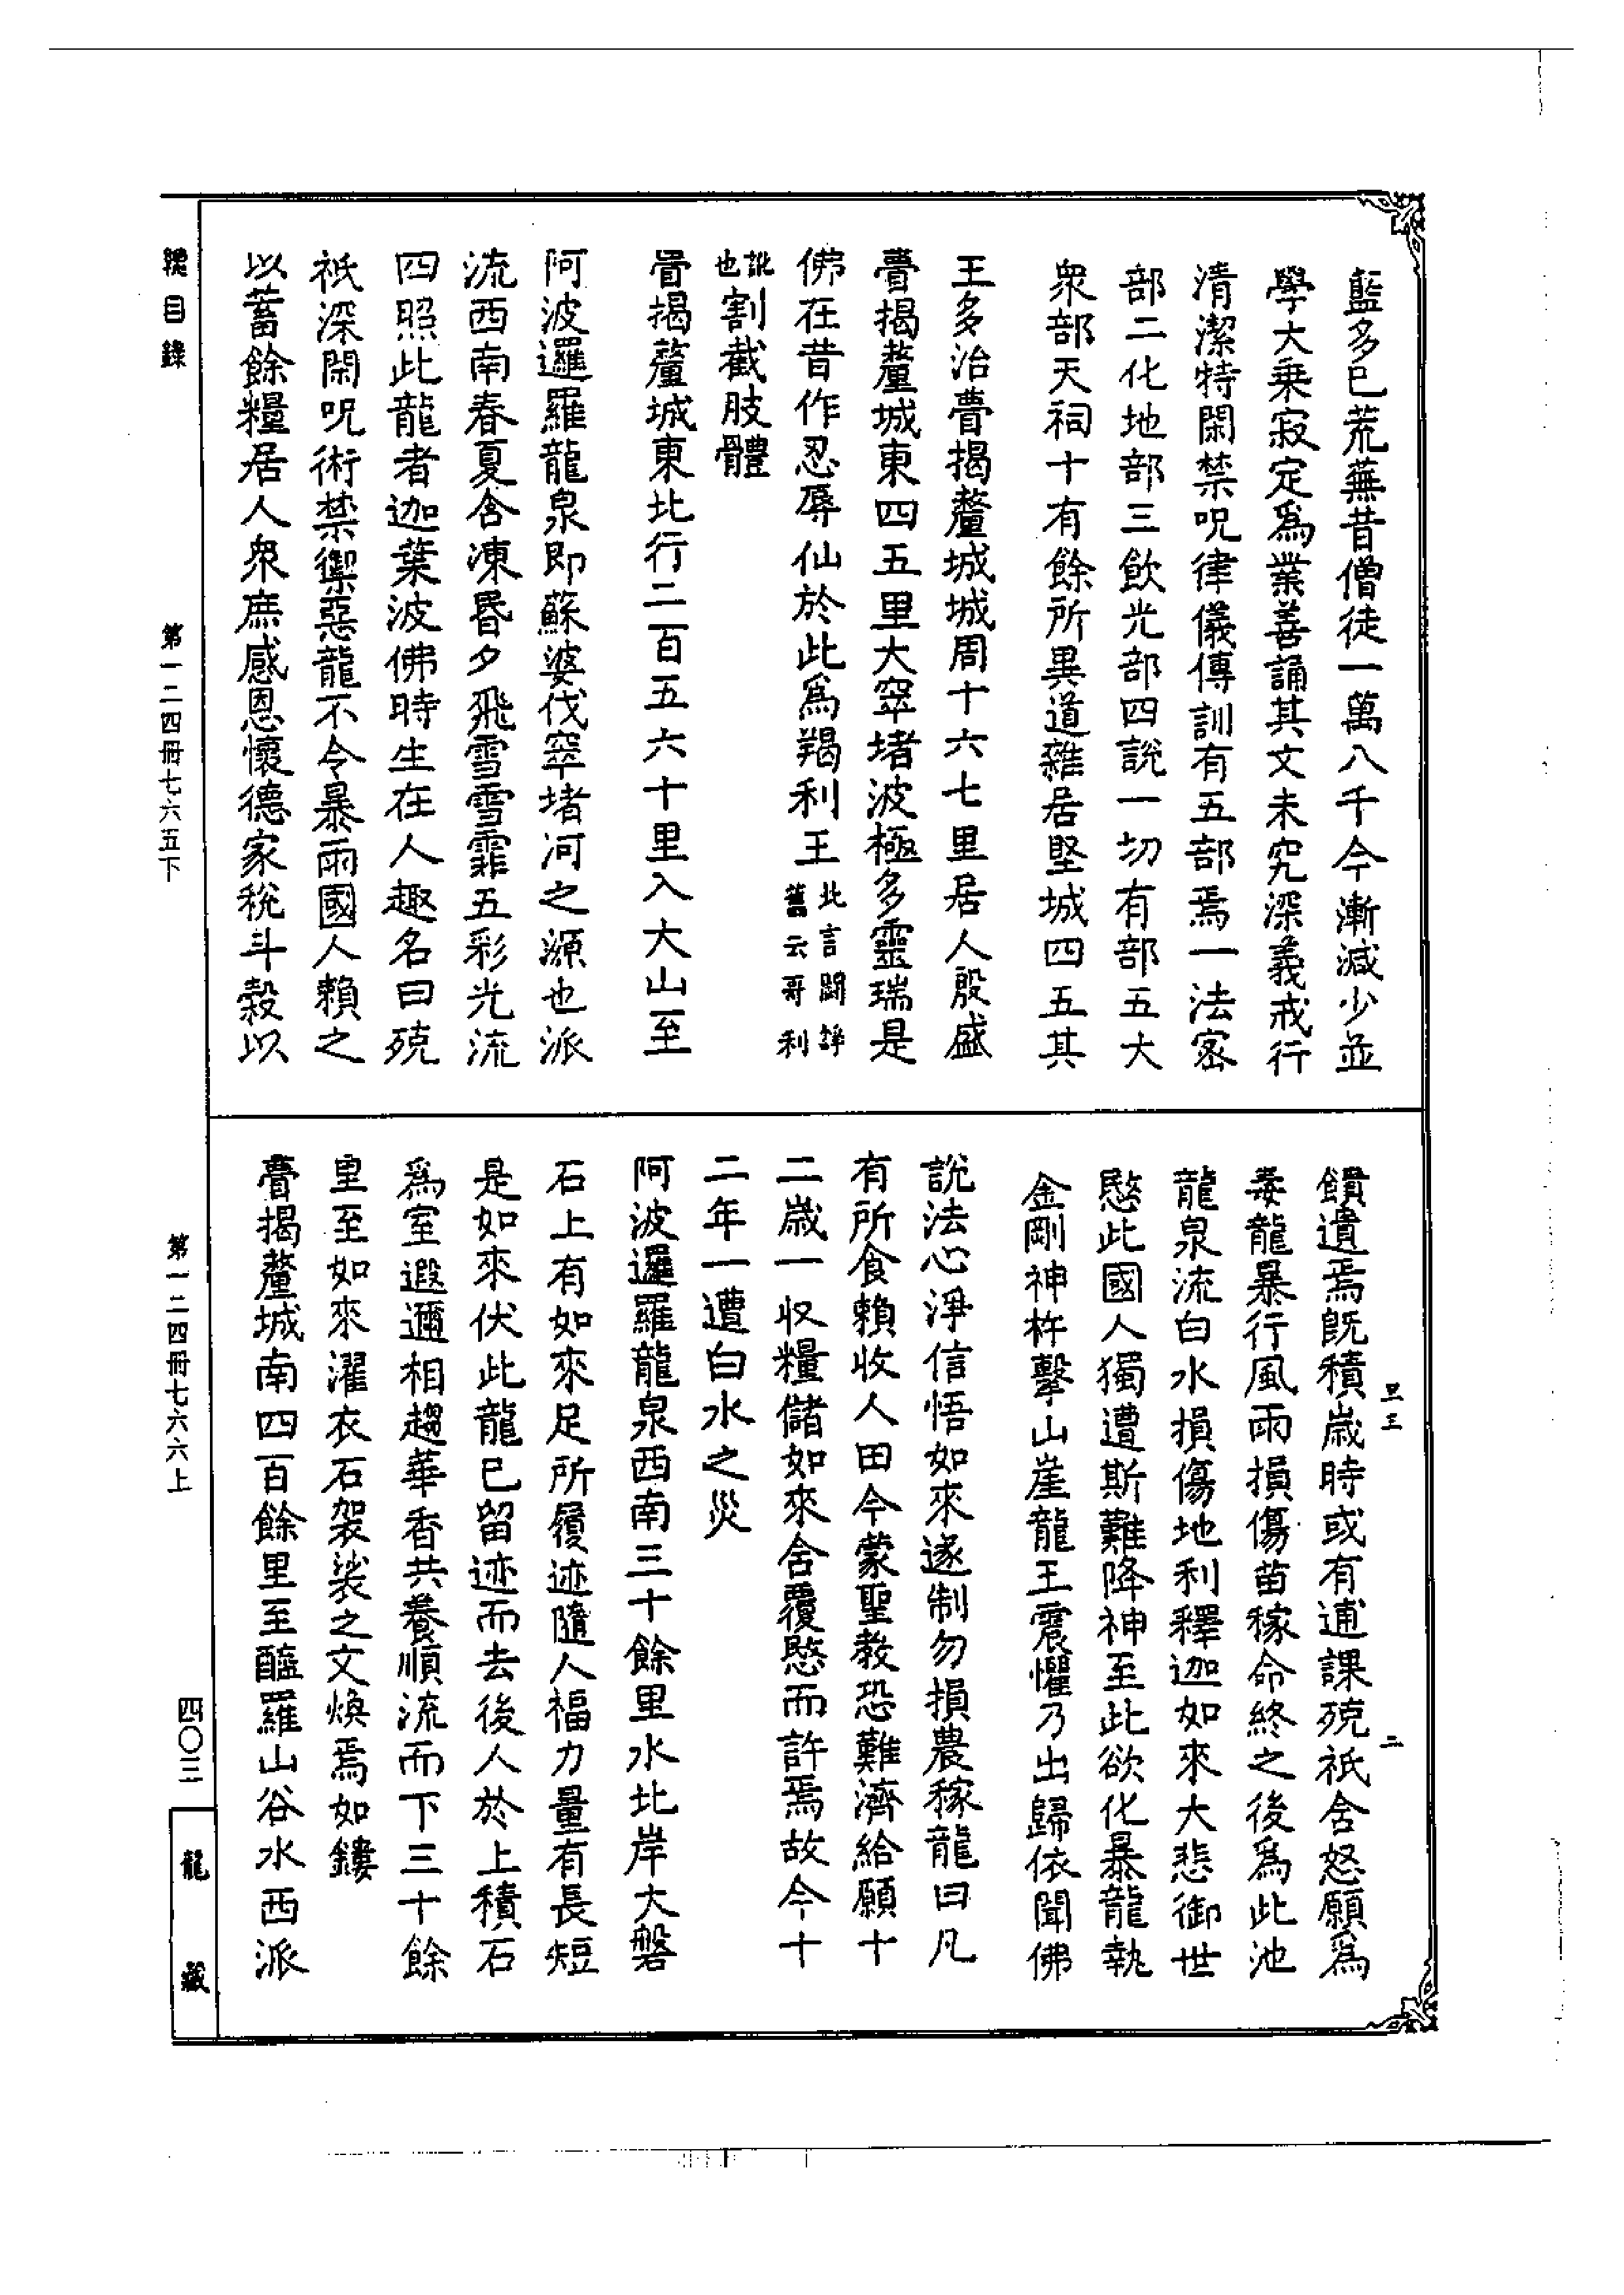 藍多已荒蕪昔僧徒一萬八千今漸減少並
學大乗寂定爲業善誦其文未究深義戒行
清潔特閑禁呪律儀傳訓有五部焉一法密
部二化地部三飲光部四說一切有部五大
衆部天祠十有餘所異道雜居堅城四五其
王多治瞢揭釐城城周十六七里居人殷盛
瞢揭釐城東四五里大窣堵波極多靈瑞是
佛在昔作忍辱仙於此爲羯利王此言鬪諍舊云哥利
訛也割截肢體
瞢揭釐城東北行二百五六十里入大山至
阿波邏羅龍泉即蘇婆伐窣堵河之源也派
流西南春夏含凍昬夕飛雪雪霏五彩光流
四照此龍者迦葉波佛時生在人趣名曰殑
祇深閑呪術禁禦惡龍不令暴雨國人賴之
以蓄餘糧居人衆庶感恩懷德家稅斗穀以
饋遺焉旣積歲時或有逋課殑祇含怒願爲
毒龍暴行風雨損傷苗稼命終之後爲此池
龍泉流白水損傷地利釋迦如來大悲御世
愍此國人獨遭斯難降神至此欲化暴龍執
金剛神杵擊山崖龍王震懼乃出歸依聞佛
說法心淨信悟如來遂制勿損農稼龍曰凡
有所食賴收人田今蒙聖教恐難濟給願十
二歲一收糧儲如來含覆愍而許焉故今十
二年一遭白水之災
阿波邏羅龍泉西南三十餘里水北岸大磐
石上有如來足所履迹隨人福力量有長短
是如來伏此龍已留迹而去後人於上積石
爲室遐邇相趨華香共養順流而下三十餘
里至如來濯衣石袈裟之文煥焉如鏤
瞢揭釐城南四百餘里至醯羅山谷水西派
二
總目錄
第一二四冊七六五下
第一二四冊七六六上
四〇三
龍藏